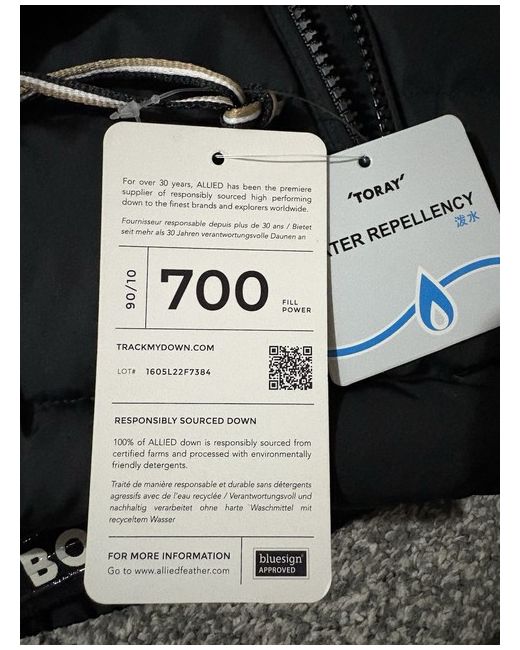 For over 30 years, ALLIED has been the premiere
supplier of responsibly sourced high performing
down to the finest brands and explorers worldwide.
Fournisseur responsable depuis plus de 30 ans / Bietet
seit mehr als 30 Jahren verantwortungsvolle Daunen an
90/10
700
FILL
POWER
TRACKMYDOWN.COM
LOT# 1605L22F7384
RESPONSIBLY SOURCED DOWN
100% of ALLIED down is responsibly sourced from
certified farms and processed with environmentally
friendly detergents.
Traité de manière responsable et durable sans détergents
agressifs avec de l'eau recyclée / Verantwortungsvoll und
nachhaltig verarbeitet ohne harte Waschmittel mit
recyceltem Wasser
FOR MORE INFORMATION
Go to www.alliedfeather.com
bluesign®
APPROVED
'TORAY'
TER REPELLENCY
泼水
BO